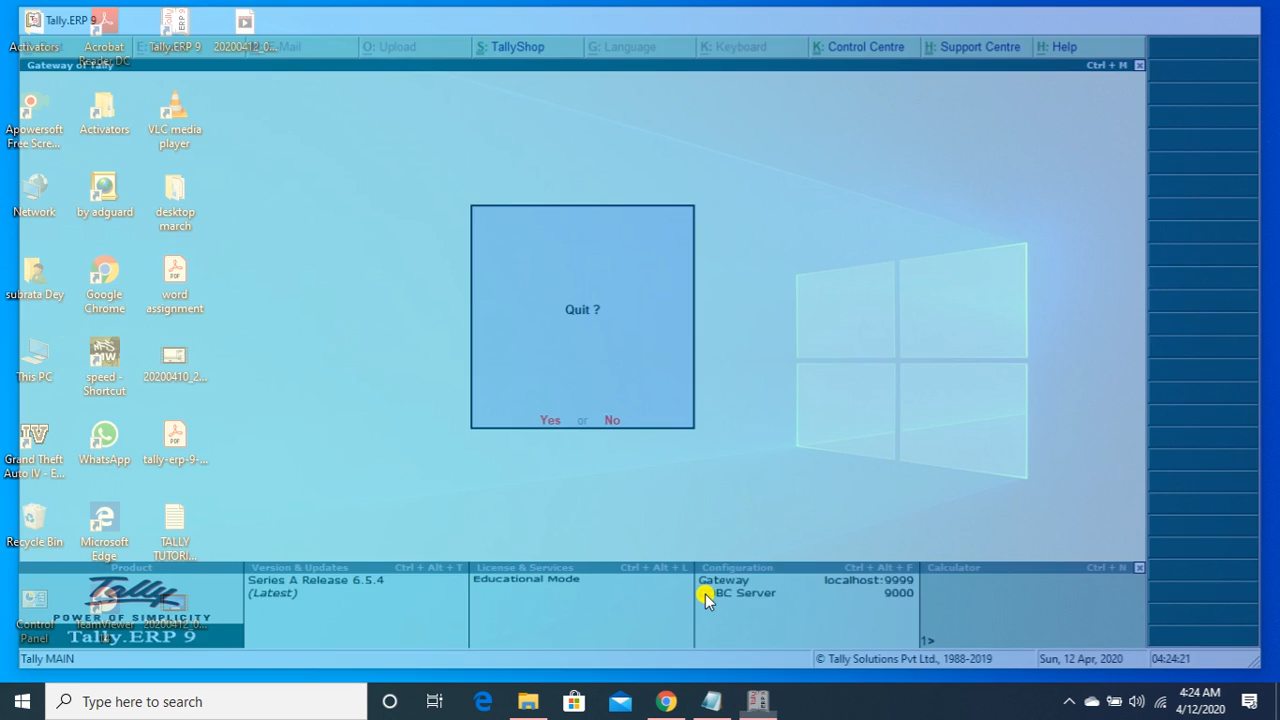 Tally.ERP 9
E: Mail
O: Upload
S: TallyShop
G: Language
K: Keyboard
K: Control Centre
H: Support Centre
H: Help
Gateway of Tally
Ctrl + M
Activators
Acrobat Reader DC
Tally.ERP 9
20200412_0...
Apowersoft Free Scre...
Activators
VLC media player
Network
by adguard
desktop march
subrata Dey
Google Chrome
word assignment
This PC
speed - Shortcut
20200410_2...
Grand Theft Auto IV - E...
WhatsApp
tally-erp-9-...
Recycle Bin
Microsoft Edge
TALLY TUTORI...
Control Panel
TeamViewer 14
20200412_0...
Quit ?
Yes or No
Product
Version & Updates
Ctrl + Alt + T
License & Services
Ctrl + Alt + L
Configuration
Ctrl + Alt + F
Calculator
Ctrl + N
Tally
POWER OF SIMPLICITY
Tally.ERP 9
Series A Release 6.5.4
(Latest)
Educational Mode
Gateway
localhost:9999
BC Server
9000
1>
Tally MAIN
© Tally Solutions Pvt Ltd., 1988-2019
Sun, 12 Apr, 2020
04:24:21
Type here to search
4:24 AM
4/12/2020